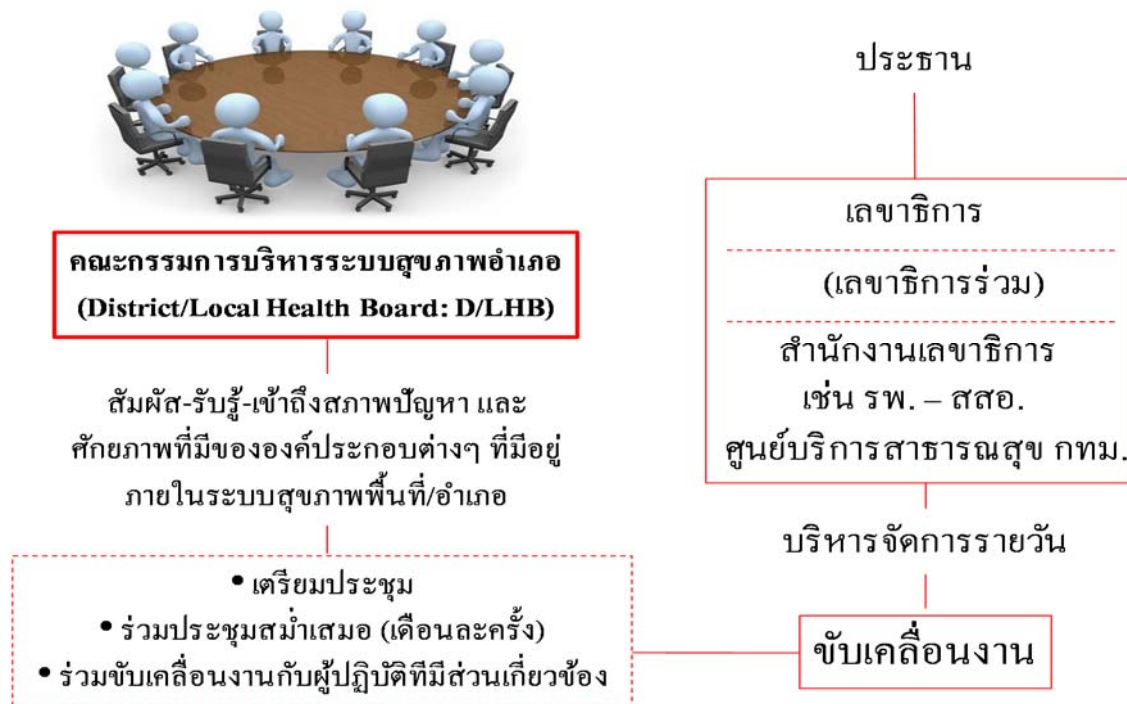 คณะกรรมการบริหารระบบสุขภาพอำเภอ
(District/Local Health Board: D/LHB)
สัมผัส-รับรู้-เข้าถึงสภาพปัญหา และ
ศักยภาพที่มีขององค์ประกอบต่างๆ ที่มีอยู่
ภายในระบบสุขภาพพื้นที่/อำเภอ
• เตรียมประชุม
• ร่วมประชุมสม่ำเสมอ (เดือนละครั้ง)
• ร่วมขับเคลื่อนงานกับผู้ปฏิบัติทีมีส่วนเกี่ยวข้อง
ประธาน
เลขาธิการ
(เลขาธิการร่วม)
สำนักงานเลขาธิการ
เช่น รพ. – สสอ.
ศูนย์บริการสาธารณสุข กทม.
บริหารจัดการรายวัน
ขับเคลื่อนงาน